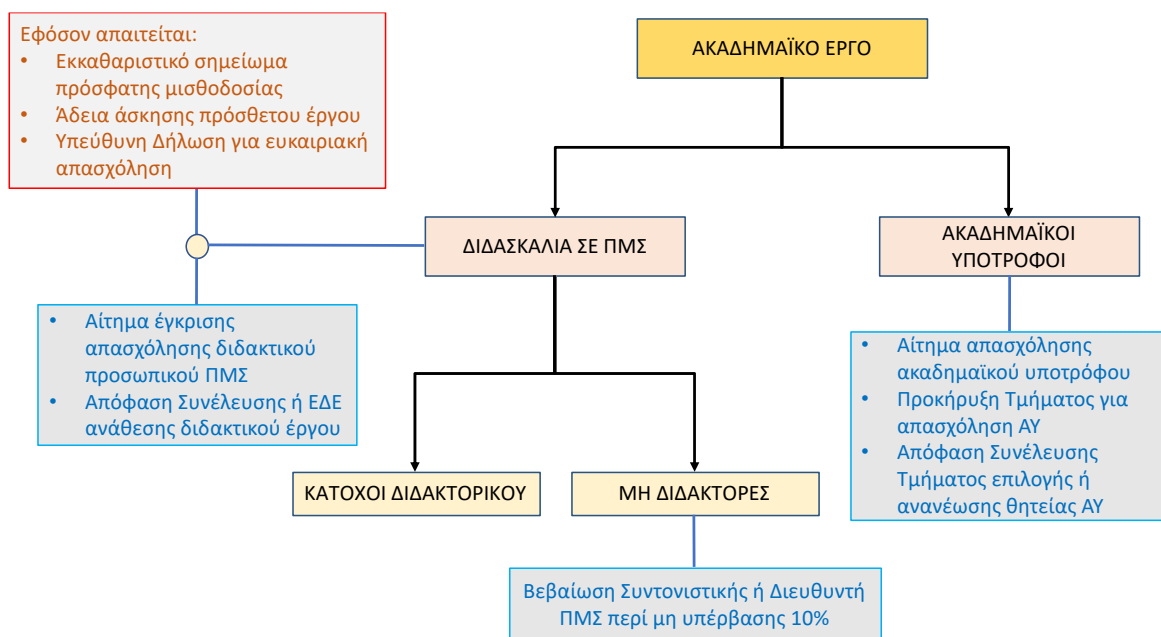 Εφόσον απαιτείται:
• Εκκαθαριστικό σημείωμα
πρόσφατης μισθοδοσίας
• Άδεια άσκησης πρόσθετου έργου
• Υπεύθυνη Δήλωση για ευκαιριακή
απασχόληση
ΑΚΑΔΗΜΑΪΚΟ ΕΡΓΟ
ΔΙΔΑΣΚΑΛΙΑ ΣΕ ΠΜΣ
ΑΚΑΔΗΜΑΪΚΟΙ
ΥΠΟΤΡΟΦΟΙ
• Αίτημα έγκρισης
απασχόλησης διδακτικού
προσωπικού ΠΜΣ
• Απόφαση Συνέλευσης ή ΕΔΕ
ανάθεσης διδακτικού έργου
• Αίτημα απασχόλησης
ακαδημαϊκού υποτρόφου
• Προκήρυξη Τμήματος για
απασχόληση ΑΥ
• Απόφαση Συνέλευσης
Τμήματος επιλογής ή
ανανέωσης θητείας ΑΥ
ΚΑΤΟΧΟΙ ΔΙΔΑΚΤΟΡΙΚΟΥ
ΜΗ ΔΙΔΑΚΤΟΡΕΣ
Βεβαίωση Συντονιστικής ή Διευθυντή
ΠΜΣ περί μη υπέρβασης 10%